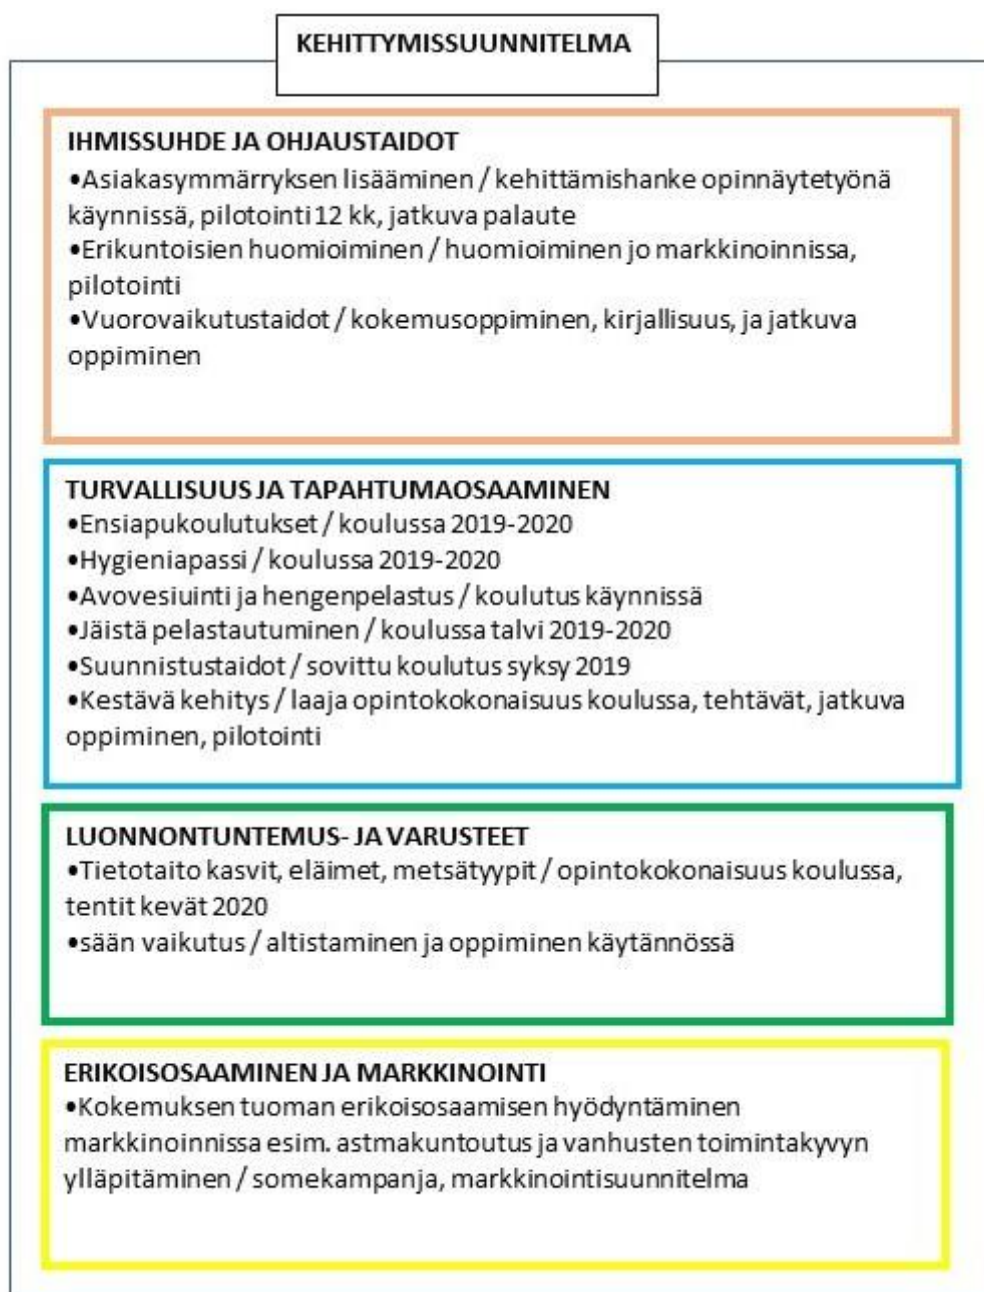 KEHITTYMISSUUNNITELMA
IHMISSUHDE JA OHJAUSTAIDOT
•Asiakasymmärryksen lisääminen / kehittämishanke opinnäytetyönä
käynnissä, pilotointi 12 kk, jatkuva palaute
•Erikuntoisien huomioiminen / huomioiminen jo markkinoinnissa,
pilotointi
•Vuorovaikutustaidot / kokemusoppiminen, kirjallisuus, ja jatkuva
oppiminen
TURVALLISUUS JA TAPAHTUMAOSAAMINEN
•Ensiapukoulutukset / koulussa 2019-2020
•Hygieniapassi / koulussa 2019-2020
•Avovesiuinti ja hengenpelastus / koulutus käynnissä
•Jäistä pelastautuminen / koulussa talvi 2019-2020
•Suunnistustaidot / sovittu koulutus syksy 2019
•Kestävä kehitys / laaja opintokokonaisuus koulussa, tehtävät, jatkuva
oppiminen, pilotointi
LUONNONTUNTEMUS- JA VARUSTEET
•Tietotaito kasvit, eläimet, metsätyypit / opintokokonaisuus koulussa,
tentit kevät 2020
•sään vaikutus / altistaminen ja oppiminen käytännössä
ERIKOISOSAAMINEN JA MARKKINOINTI
•Kokemuksen tuoman erikoisosaamisen hyödyntäminen
markkinoinnissa esim. astmakuntoutus ja vanhusten toimintakyvyn
ylläpitäminen / somekampanja, markkinointisuunnitelma